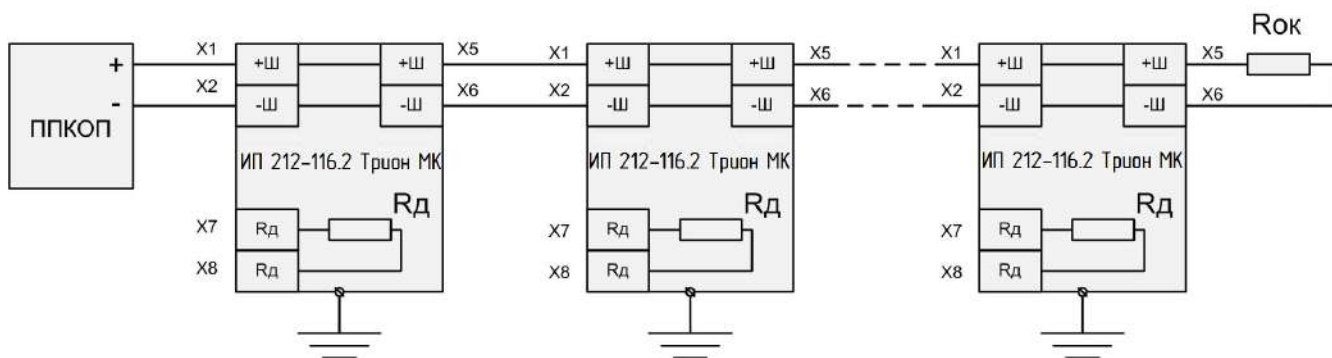 Rок
X1
+Ш
+Ш
X5
X1
+Ш
+Ш
X5
X1
+Ш
+Ш
X5
+
X2
-Ш
-Ш
X6
X2
-Ш
-Ш
X6
X2
-Ш
-Ш
X6
-
ППКОП
ИП 212-116.2 Трион МК
ИП 212-116.2 Трион МК
ИП 212-116.2 Трион МК
Rд
Rд
Rд
X7
Rд
X7
Rд
X7
Rд
X8
Rд
X8
Rд
X8
Rд